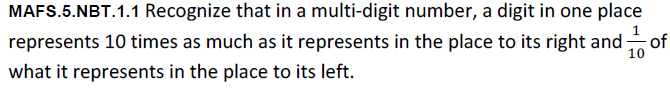 MAFS.5.NBT.1.1 Recognize that in a multi-digit number, a digit in one place
represents 10 times as much as it represents in the place to its right and 1/10 of
what it represents in the place to its left.